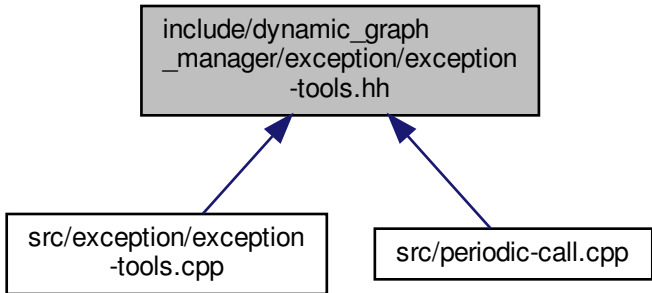 include/dynamic_graph
_manager/exception/exception
-tools.hh
src/exception/exception
-tools.cpp
src/periodic-call.cpp